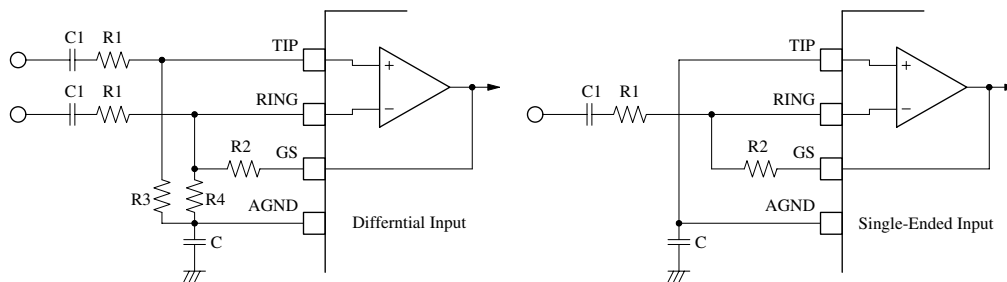 C1 R1 TIP
+
C1 R1 RING
−
R2 GS
R3 R4 AGND
C
Differntial Input
TIP
+
C1 R1 RING
−
R2 GS
AGND
C
Single-Ended Input